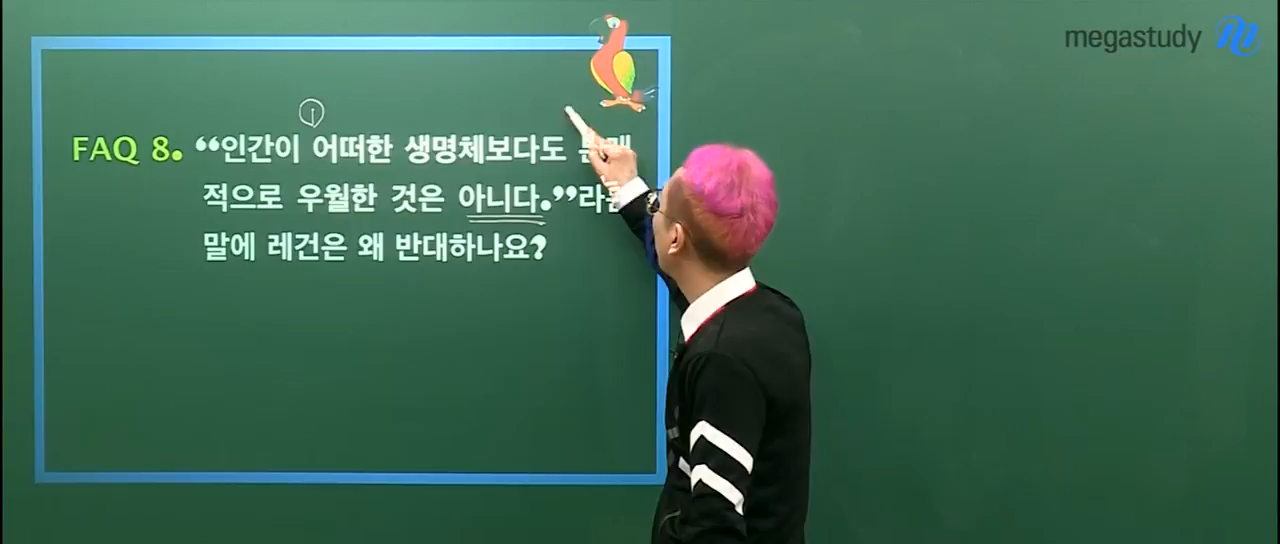 megastudy
FAQ 8. “인간이 어떠한 생명체보다도
적으로 우월한 것은 아니다.”라
말에 레건은 왜 반대하나요?